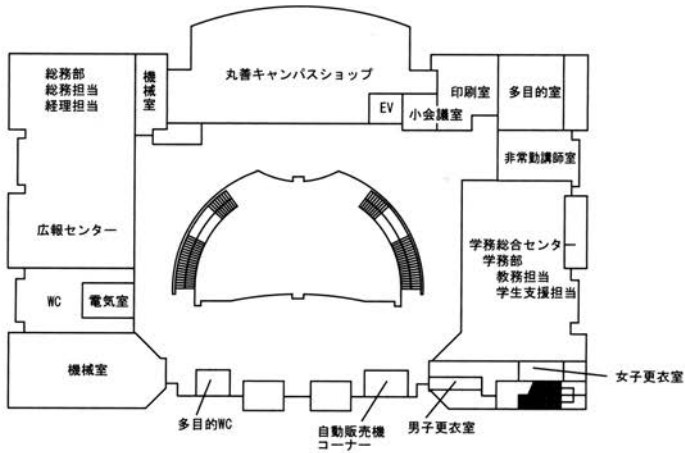 総務部
総務担当
経理担当
機械室
丸善キャンパスショップ
EV
小会議室
印刷室
多目的室
非常勤講師室
広報センター
学務総合センター
学務部
教務担当
学生支援担当
WC
電気室
機械室
多目的WC
自動販売機
コーナー
男子更衣室
女子更衣室